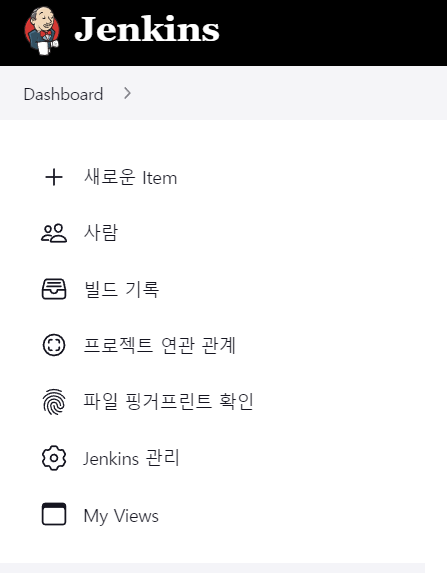 Jenkins
Dashboard
새로운 Item
사람
빌드 기록
프로젝트 연관 관계
파일 핑거프린트 확인
Jenkins 관리
My Views